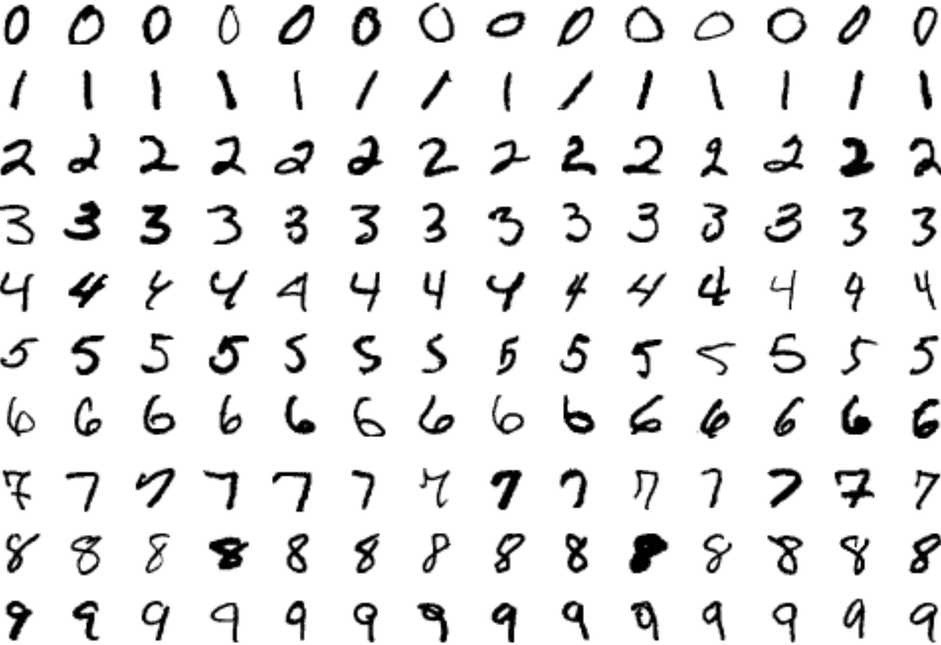 0 0 0 0 0 0 0 0 0 0 0 0 0 0
1 1 1 1 1 1 1 1 1 1 1 1 1 1
2 2 2 2 2 2 2 2 2 2 2 2 2 2
3 3 3 3 3 3 3 3 3 3 3 3 3 3
4 4 4 4 4 4 4 4 4 4 4 4 4 4
5 5 5 5 5 5 5 5 5 5 5 5 5 5
6 6 6 6 6 6 6 6 6 6 6 6 6 6
7 7 7 7 7 7 7 7 7 7 7 7 7 7
8 8 8 8 8 8 8 8 8 8 8 8 8 8
9 9 9 9 9 9 9 9 9 9 9 9 9 9